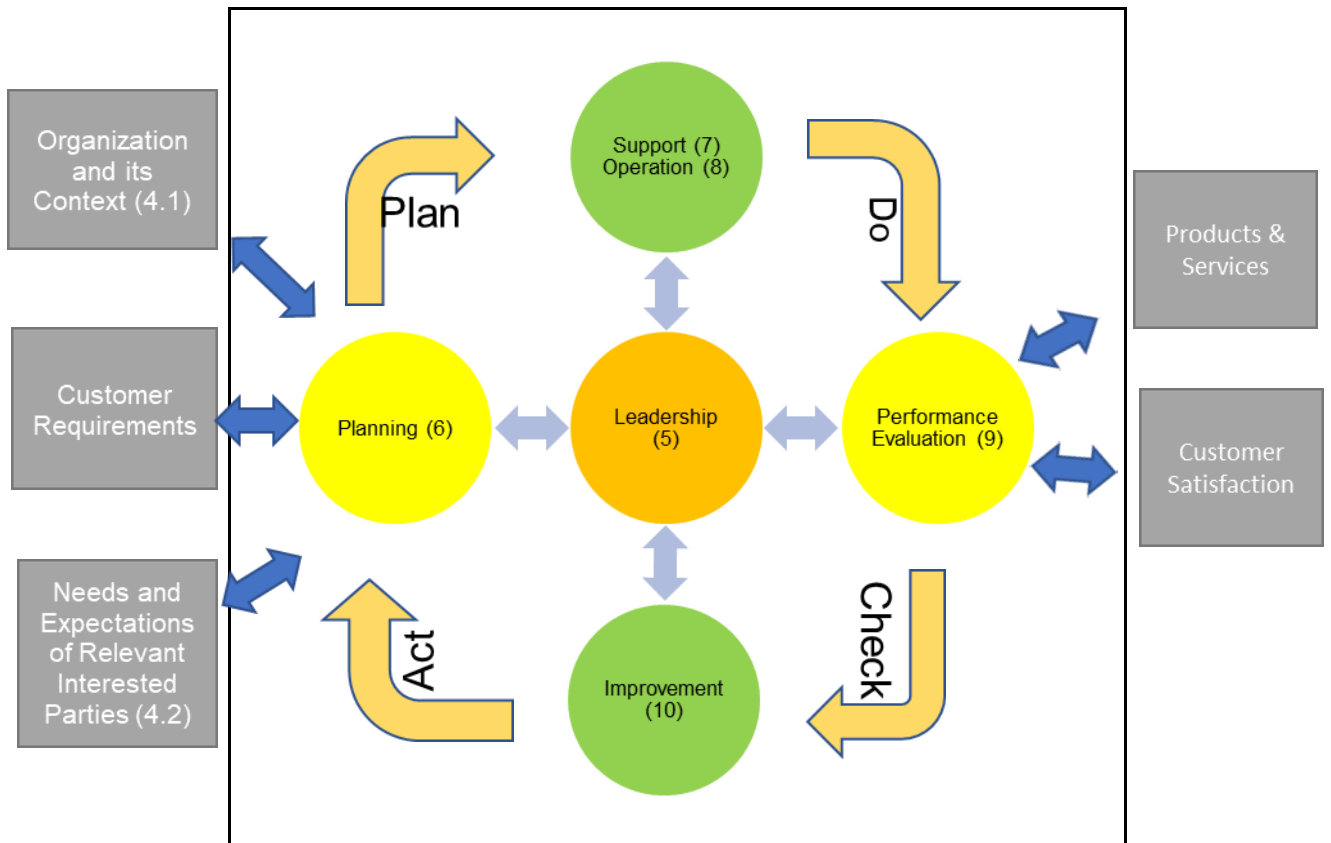 Organization
and its
Context (4.1)
Customer
Requirements
Needs and
Expectations
of Relevant
Interested
Parties (4.2)
Plan
Support (7)
Operation (8)
Do
Planning (6)
Leadership
(5)
Performance
Evaluation (9)
Act
Improvement
(10)
Check
Products &
Services
Customer
Satisfaction